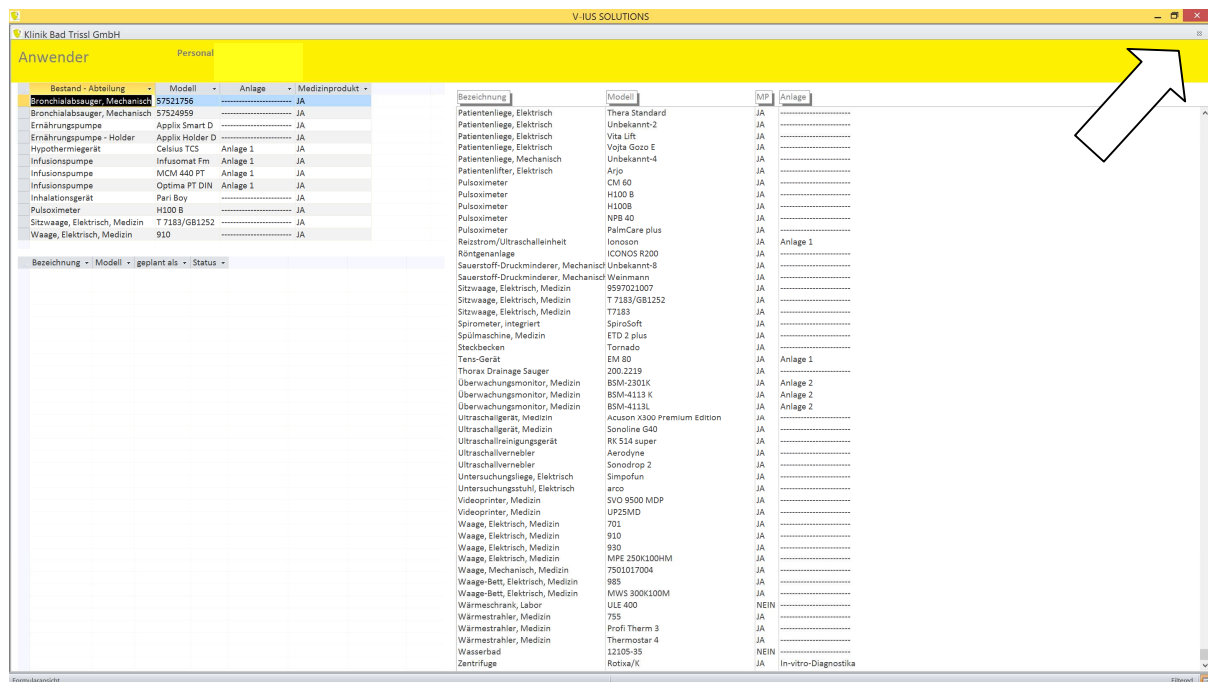 V-IUS SOLUTIONS
Klinik Bad Trissl GmbH
Anwender Personal
Bestand - Abteilung Modell Anlage Medizinprodukt
Bronchialabsauger, Mechanisch 57521756 ------------------------ JA
Bronchialabsauger, Mechanisch 57524959 ------------------------ JA
Ernährungspumpe Applix Smart D ------------------------ JA
Ernährungspumpe - Holder Applix Holder D ------------------------ JA
Hypothermiegerät Celsius TCS Anlage 1 JA
Infusionspumpe Infusomat Fm Anlage 1 JA
Infusionspumpe MCM 440 PT Anlage 1 JA
Infusionspumpe Optima PT DIN Anlage 1 JA
Inhalationsgerät Pari Boy ------------------------ JA
Pulsoximeter H100 B ------------------------ JA
Sitzwaage, Elektrisch, Medizin T 7183/GB1252 ------------------------ JA
Waage, Elektrisch, Medizin 910 ------------------------ JA
Bezeichnung Modell geplant als Status
Bezeichnung Modell MP Anlage
Patientenliege, Elektrisch Thera Standard JA ------------------------
Patientenliege, Elektrisch Unbekannt-2 JA ------------------------
Patientenliege, Elektrisch Vita Lift JA ------------------------
Patientenliege, Elektrisch Vojta Gozo E JA ------------------------
Patientenliege, Mechanisch Unbekannt-4 JA ------------------------
Patientenlifter, Elektrisch Arjo JA ------------------------
Pulsoximeter CM 60 JA ------------------------
Pulsoximeter H100 B JA ------------------------
Pulsoximeter H100B JA ------------------------
Pulsoximeter NPB 40 JA ------------------------
Pulsoximeter PalmCare plus JA ------------------------
Reizstrom/Ultraschalleinheit Ionoson JA Anlage 1
Röntgenanlage ICONOS R200 JA ------------------------
Sauerstoff-Druckminderer, Mechanisch Unbekannt-8 JA ------------------------
Sauerstoff-Druckminderer, Mechanisch Weinmann JA ------------------------
Sitzwaage, Elektrisch, Medizin 9597021007 JA ------------------------
Sitzwaage, Elektrisch, Medizin T 7183/GB1252 JA ------------------------
Sitzwaage, Elektrisch, Medizin T7183 JA ------------------------
Spirometer, integriert SpiroSoft JA ------------------------
Spülmaschine, Medizin ETD 2 plus JA ------------------------
Steckbecken Tornado JA ------------------------
Tens-Gerät EM 80 JA Anlage 1
Thorax Drainage Sauger 200.2219 JA ------------------------
Überwachungsmonitor, Medizin BSM-2301K JA Anlage 2
Überwachungsmonitor, Medizin BSM-4113 K JA Anlage 2
Überwachungsmonitor, Medizin BSM-4113L JA Anlage 2
Ultraschallgerät, Medizin Acuson X300 Premium Edition JA ------------------------
Ultraschallgerät, Medizin Sonoline G40 JA ------------------------
Ultraschallreinigungsgerät RK 514 super JA ------------------------
Ultraschallvernebler Aerodyne JA ------------------------
Ultraschallvernebler Sonodrop 2 JA ------------------------
Untersuchungsliege, Elektrisch Simpofun JA ------------------------
Untersuchungsstuhl, Elektrisch arco JA ------------------------
Videoprinter, Medizin SVO 9500 MDP JA ------------------------
Videoprinter, Medizin UP25MD JA ------------------------
Waage, Elektrisch, Medizin 701 JA ------------------------
Waage, Elektrisch, Medizin 910 JA ------------------------
Waage, Elektrisch, Medizin 930 JA ------------------------
Waage, Elektrisch, Medizin MPE 250K100HM JA ------------------------
Waage, Mechanisch, Medizin 7501017004 JA ------------------------
Waage-Bett, Elektrisch, Medizin 985 JA ------------------------
Waage-Bett, Elektrisch, Medizin MWS 300K100M JA ------------------------
Wärmeschrank, Labor ULE 400 NEIN ------------------------
Wärmestrahler, Medizin 755 JA ------------------------
Wärmestrahler, Medizin Profi Therm 3 JA ------------------------
Wärmestrahler, Medizin Thermostar 4 JA ------------------------
Wasserbad 12105-35 NEIN ------------------------
Zentrifuge Rotixa/K JA In-vitro-Diagnostika
Formularansicht Filtered